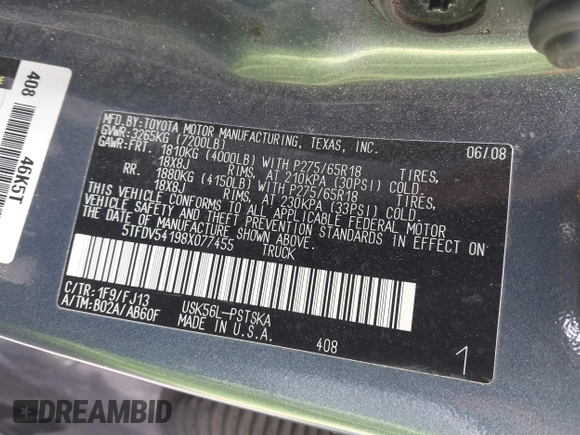 408 46K5T
MFD.BY:TOYOTA MOTOR MANUFACTURING, TEXAS, INC. 06/08
GVWR:3265KG (7200LB)
GAWR:FRT. 1810KG (4000LB) WITH P275/65R18 TIRES,
18X8J RIMS, AT 210KPA (30PSI) COLD.
RR. 1880KG (4150LB) WITH P275/65R18 TIRES,
18X8J RIMS, AT 230KPA (33PSI) COLD.
THIS VEHICLE CONFORMS TO ALL APPLICABLE FEDERAL MOTOR
VEHICLE SAFETY AND THEFT PREVENTION STANDARDS IN EFFECT
ON THE DATE OF MANUFACTURE SHOWN ABOVE.
5TFDV54198X077455 TRUCK
C/TR:1F9/FJ13 USK56L-PSTSKA
A/TM:B02A/AB60F MADE IN U.S.A.
408
1
DREAMBID